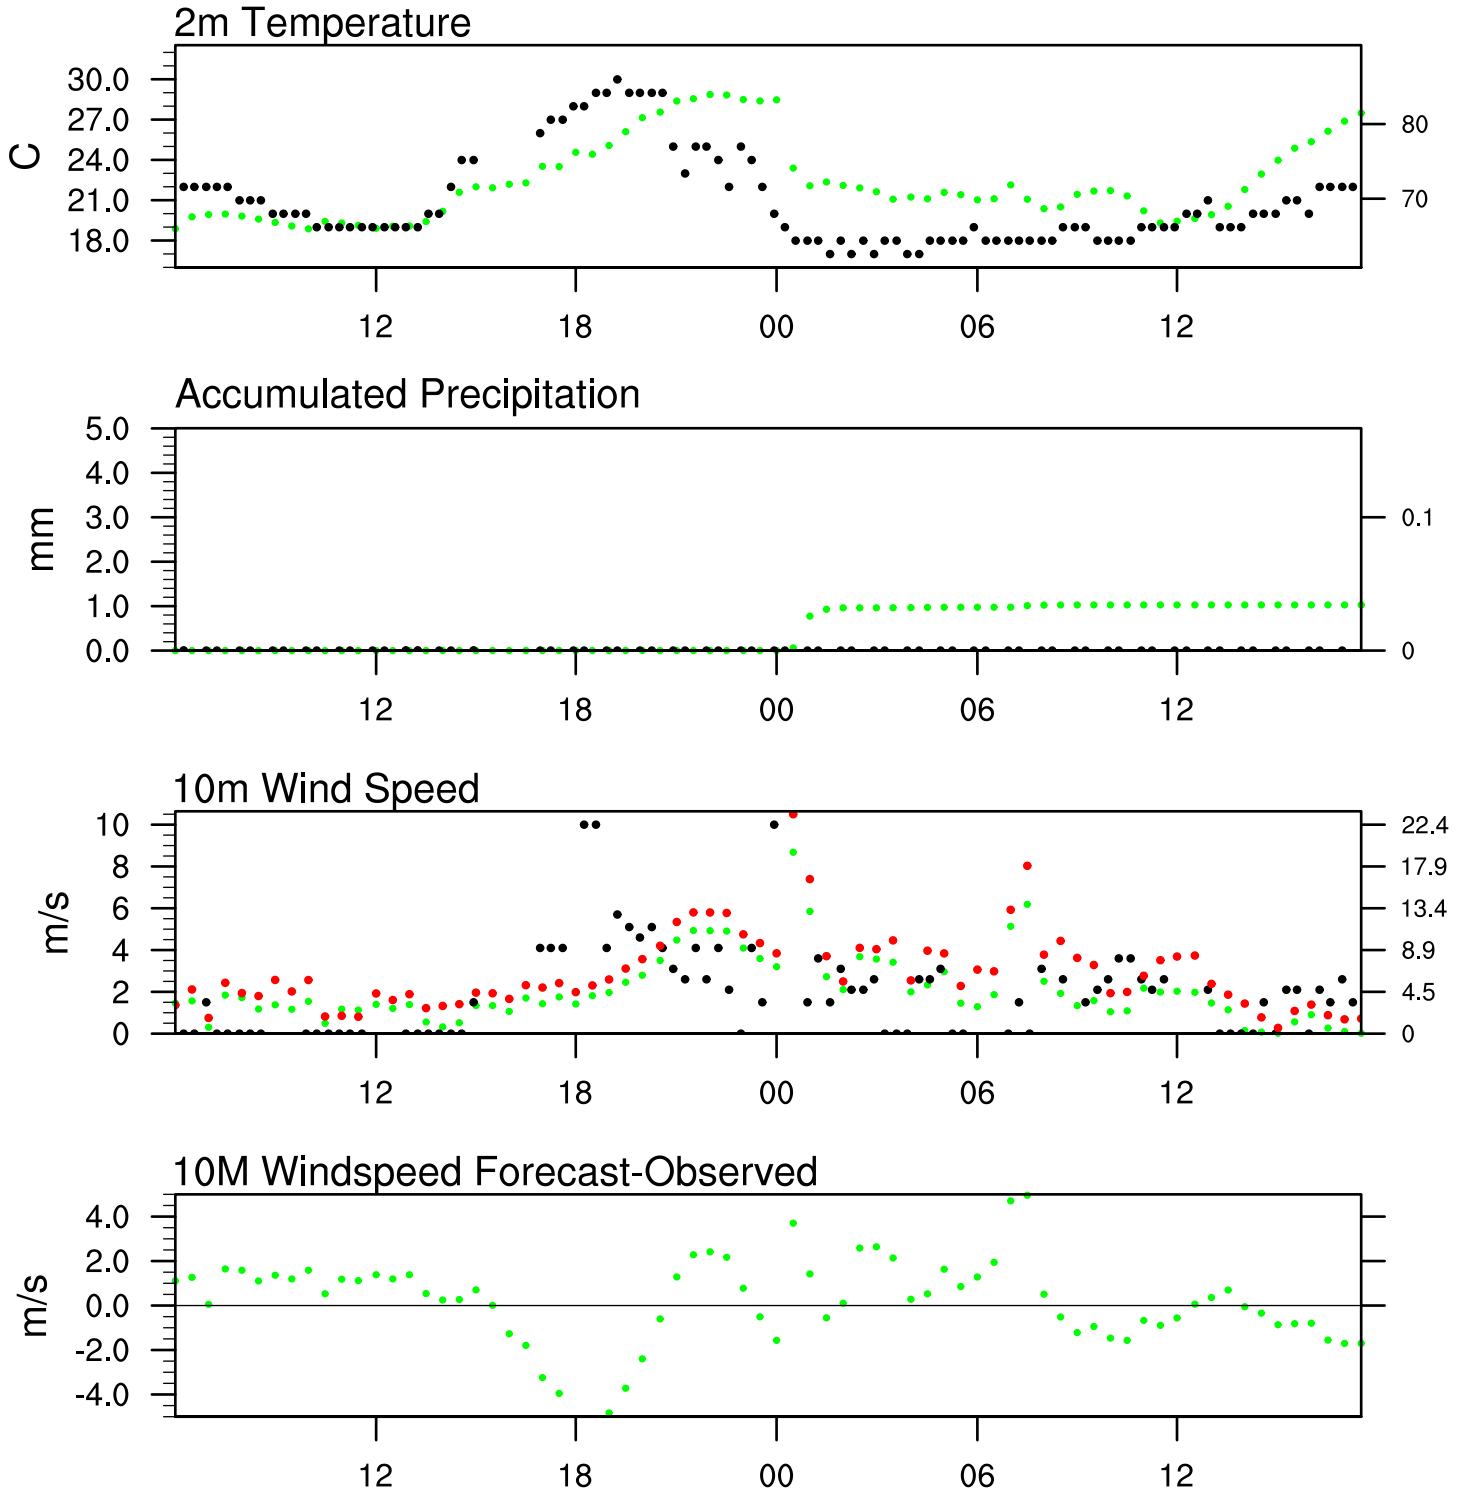 2m Temperature
30.0
27.0
80
C
24.0
21.0
70
18.0
12 18 00 06 12
Accumulated Precipitation
5.0
4.0
3.0 0.1
mm
2.0
1.0
0.0 0
12 18 00 06 12
10m Wind Speed
10 22.4
8 17.9
6 13.4
m/s
4 8.9
2 4.5
0 0
12 18 00 06 12
10M Windspeed Forecast-Observed
4.0
2.0
m/s
0.0
-2.0
-4.0
12 18 00 06 12